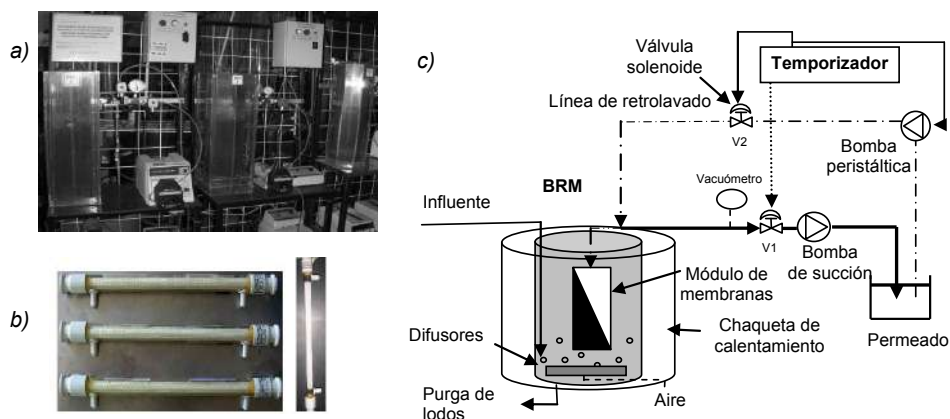 a)
b)
c)
Válvula
solenoide
Temporizador
Línea de retrolavado
V2
Bomba
peristáltica
Vacuómetro
BRM
Influente
V1
Bomba
de succión
Módulo de
membranas
Difusores
Chaqueta de
calentamiento
Permeado
Purga de
lodos
Aire